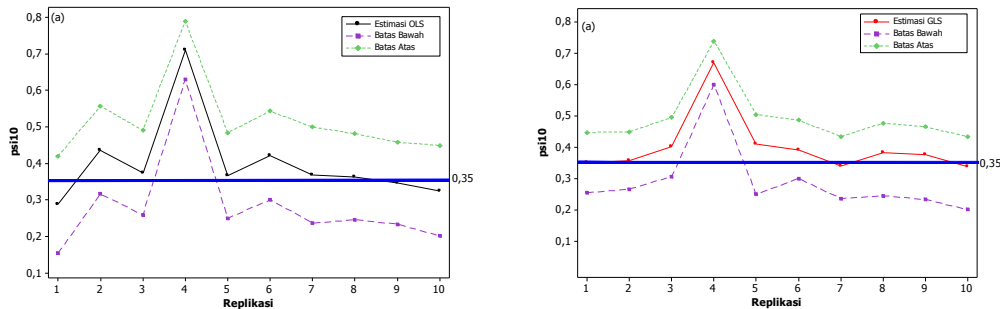 (a)
Estimasi OLS
Batas Bawah
Batas Atas
psi10
0,8
0,7
0,6
0,5
0,4
0,3
0,2
0,1
0,35
1 2 3 4 5 6 7 8 9 10
Replikasi
(a)
Estimasi GLS
Batas Bawah
Batas Atas
psi10
0,8
0,7
0,6
0,5
0,4
0,3
0,2
0,1
0,35
1 2 3 4 5 6 7 8 9 10
Replikasi